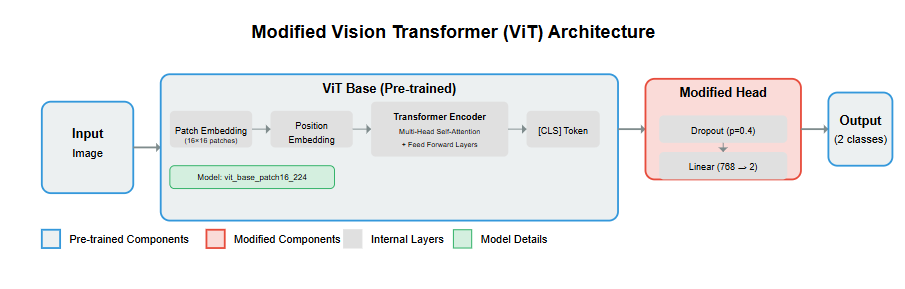 Modified Vision Transformer (ViT) Architecture
ViT Base (Pre-trained)
Modified Head
Input
Image
Patch Embedding
(16×16 patches)
Position
Embedding
Transformer Encoder
Multi-Head Self-Attention
+ Feed Forward Layers
[CLS] Token
Model: vit_base_patch16_224
Dropout (p=0.4)
Linear (768 → 2)
Output
(2 classes)
Pre-trained Components
Modified Components
Internal Layers
Model Details